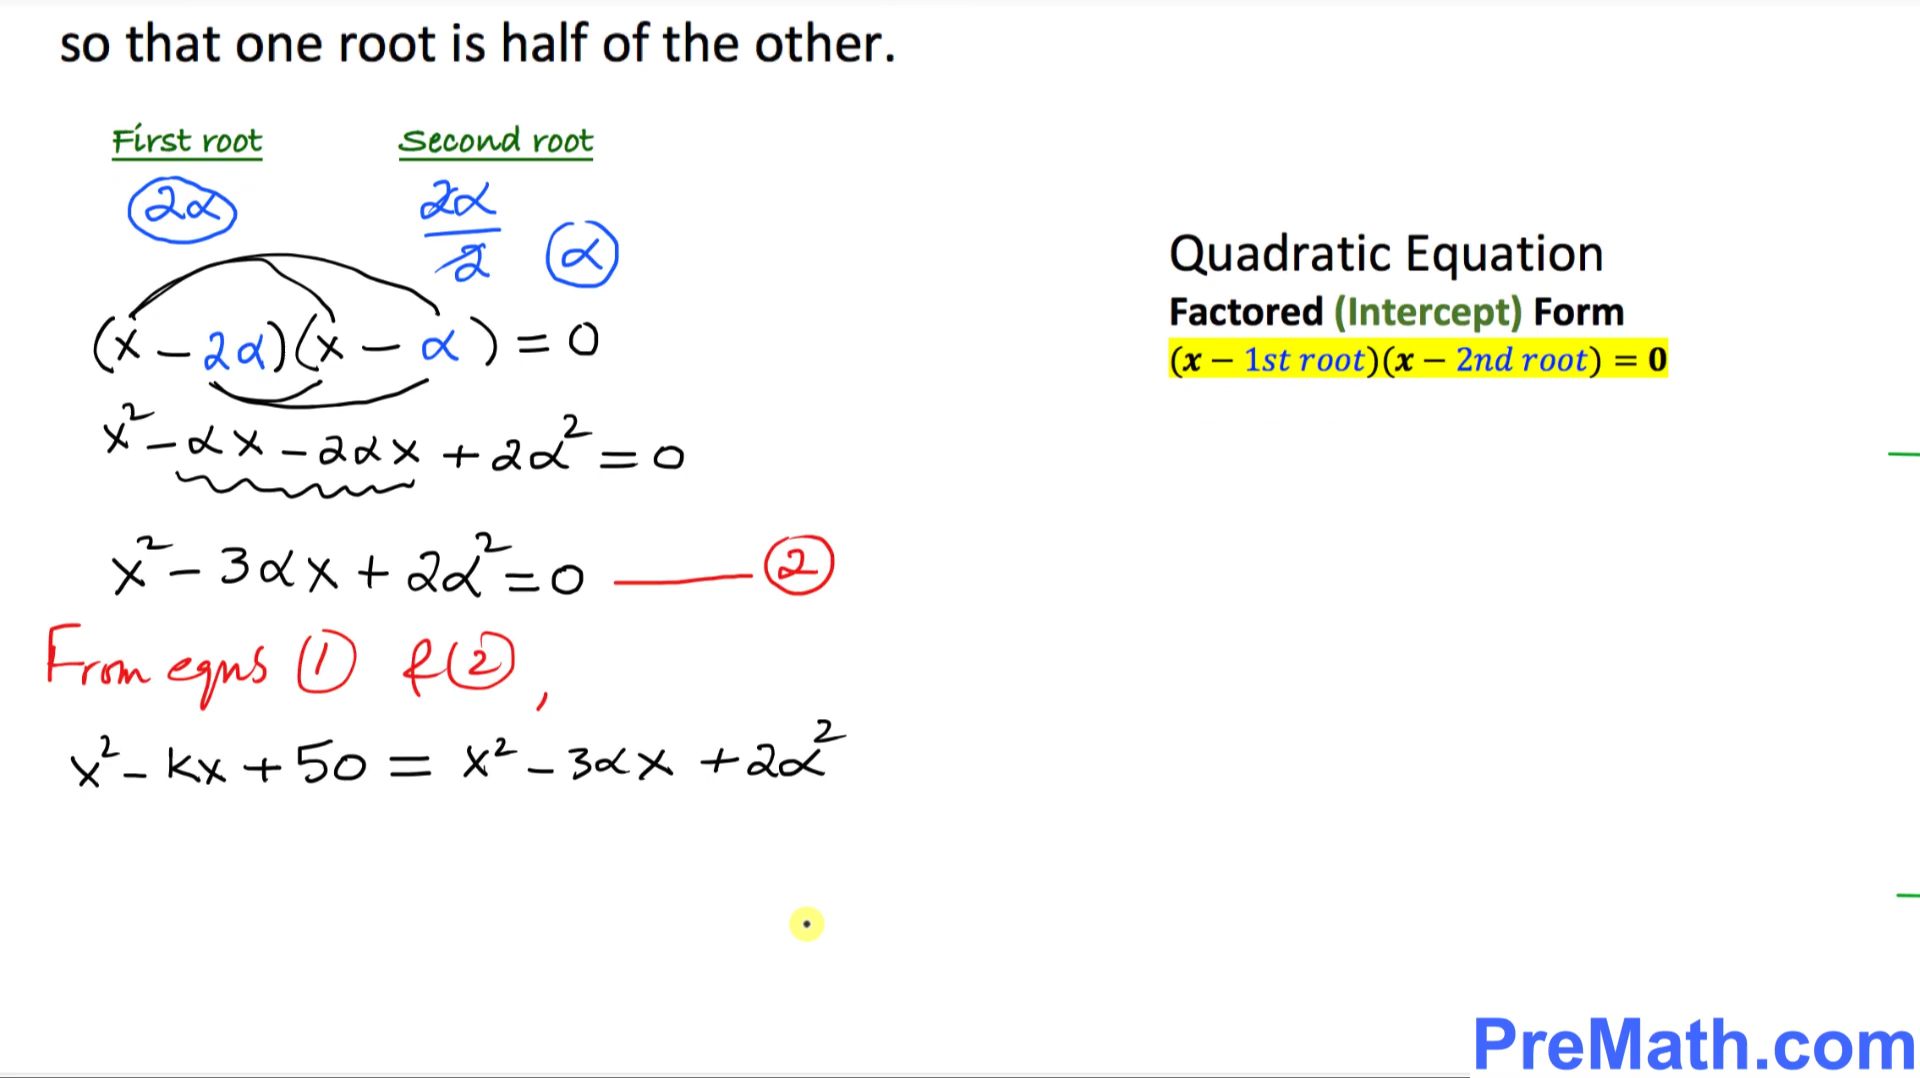 so that one root is half of the other.
First root
Second root
2α
2α/2
α
(x − 2α)(x − α) = 0
x² − αx − 2αx + 2α² = 0
x² − 3αx + 2α² = 0 —— ②
From eqns ① & ②,
x² − kx + 50 = x² − 3αx + 2α²
Quadratic Equation
Factored (Intercept) Form
(x − 1st root)(x − 2nd root) = 0
PreMath.com